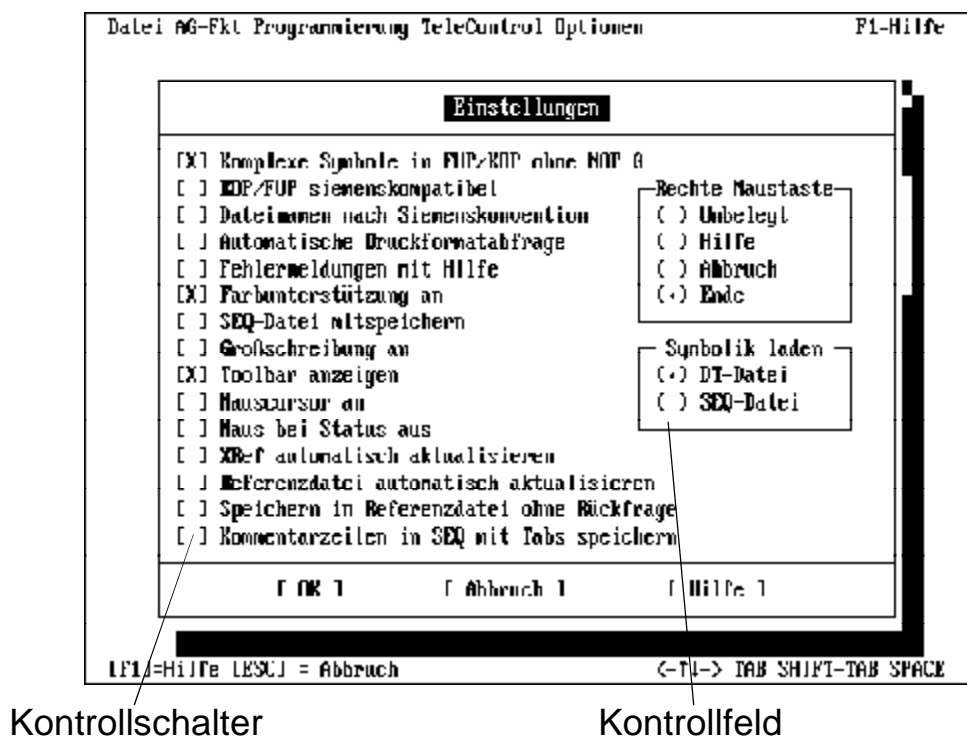 Datei AG-Fkt Programmierung TeleControl Optionen F1-Hilfe
Einstellungen
[X] Komplexe Symbole in FUP/KOP ohne NOP 0
[ ] KOP/FUP siemenskompatibel
[ ] Dateinamen nach Siemenskonvention
[ ] Automatische Druckformatabfrage
[ ] Fehlermeldungen mit Hilfe
[X] Farbunterstützung an
[ ] SEQ-Datei mitspeichern
[ ] Großschreibung an
[X] Toolbar anzeigen
[ ] Mauscursor an
[ ] Maus bei Status aus
[ ] XRef automatisch aktualisieren
[ ] Referenzdatei automatisch aktualisieren
[ ] Speichern in Referenzdatei ohne Rückfrage
[ ] Kommentarzeilen in SEQ mit Tabs speichern
Rechte Maustaste
( ) Unbelegt
( ) Hilfe
( ) Abbruch
(·) Ende
Symbolik laden
(·) DT-Datei
( ) SEQ-Datei
[ OK ] [ Abbruch ] [ Hilfe ]
[F1]=Hilfe [ESC] = Abbruch <-↑↓-> TAB SHIFT-TAB SPACE
Kontrollschalter Kontrollfeld